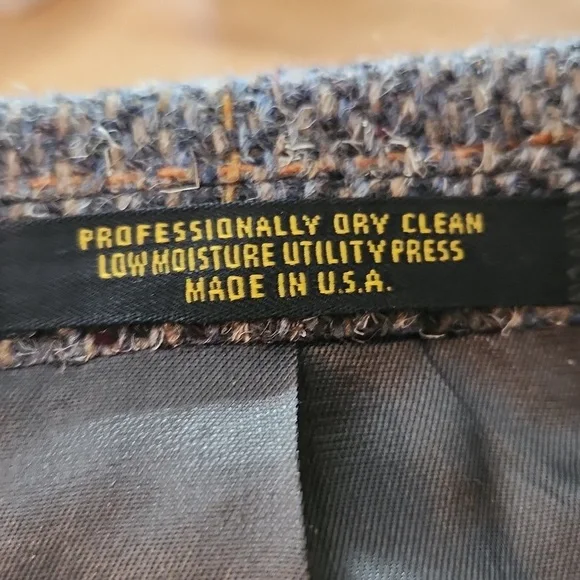 PROFESSIONALLY DRY CLEAN
LOW MOISTURE UTILITY PRESS
MADE IN U.S.A.